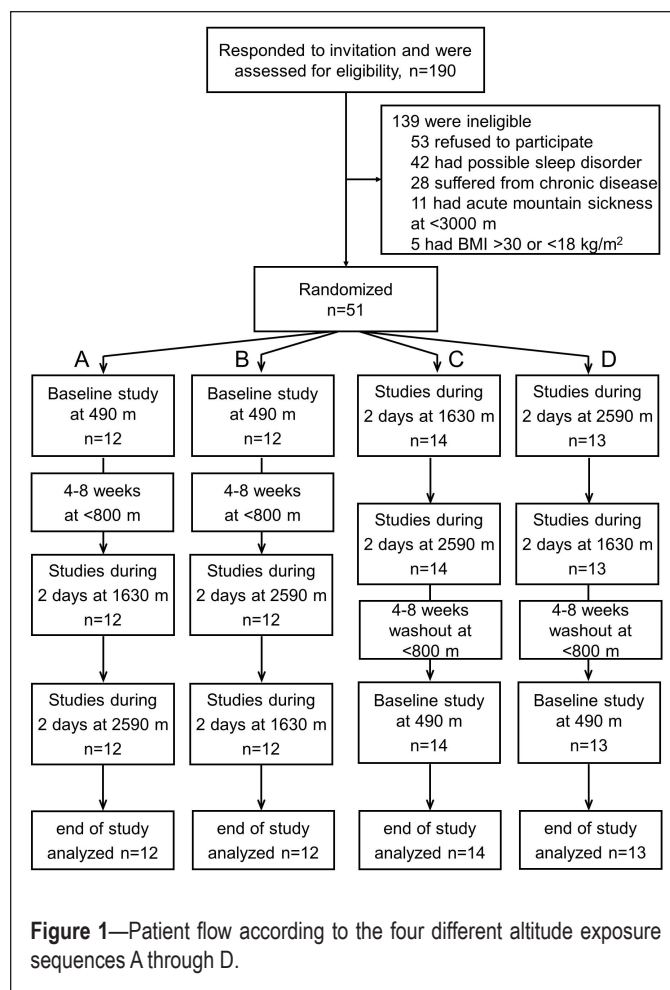 Responded to invitation and were
assessed for eligibility, n=190
139 were ineligible
53 refused to participate
42 had possible sleep disorder
28 suffered from chronic disease
11 had acute mountain sickness
at <3000 m
5 had BMI >30 or <18 kg/m²
Randomized
n=51
A
B
C
D
Baseline study
at 490 m
n=12
Baseline study
at 490 m
n=12
Studies during
2 days at 1630 m
n=14
Studies during
2 days at 2590 m
n=13
4-8 weeks
at <800 m
4-8 weeks
at <800 m
Studies during
2 days at 2590 m
n=14
Studies during
2 days at 1630 m
n=13
Studies during
2 days at 1630 m
n=12
Studies during
2 days at 2590 m
n=12
4-8 weeks
washout at
<800 m
4-8 weeks
washout at
<800 m
Studies during
2 days at 2590 m
n=12
Studies during
2 days at 1630 m
n=12
Baseline study
at 490 m
n=14
Baseline study
at 490 m
n=13
end of study
analyzed n=12
end of study
analyzed n=12
end of study
analyzed n=14
end of study
analyzed n=13
Figure 1—Patient flow according to the four different altitude exposure
sequences A through D.